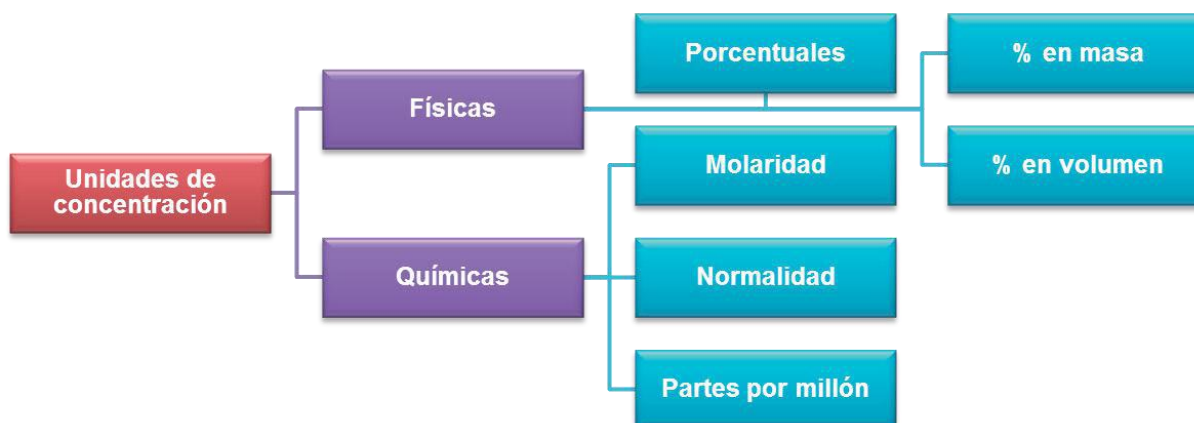 Porcentuales
% en masa
Físicas
Molaridad
% en volumen
Unidades de
concentración
Químicas
Normalidad
Partes por millón